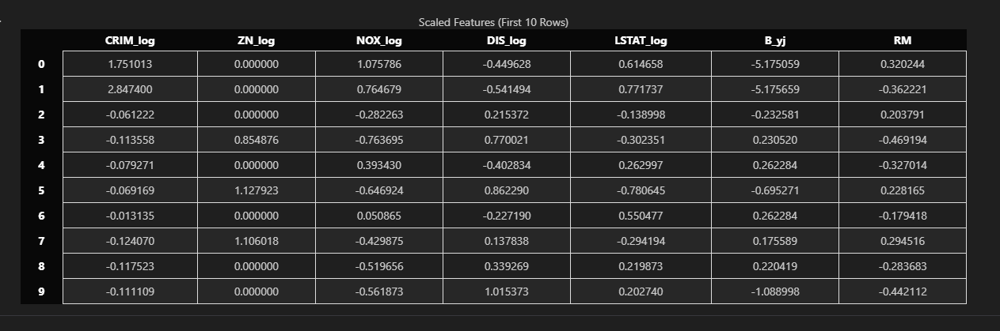 Scaled Features (First 10 Rows)
CRIM_log ZN_log NOX_log DIS_log LSTAT_log B_yj RM
0 1.751013 0.000000 1.075786 -0.449628 0.614658 -5.175059 0.320244
1 2.847400 0.000000 0.764679 -0.541494 0.771737 -5.175659 -0.362221
2 -0.061222 0.000000 -0.282263 0.215372 -0.138998 -0.232581 0.203791
3 -0.113558 0.854876 -0.763695 0.770021 -0.302351 0.230520 -0.469194
4 -0.079271 0.000000 0.393430 -0.402834 0.262997 0.262284 -0.327014
5 -0.069169 1.127923 -0.646924 0.862290 -0.780645 -0.695271 0.228165
6 -0.013135 0.000000 0.050865 -0.227190 0.550477 0.262284 -0.179418
7 -0.124070 1.106018 -0.429875 0.137838 -0.294194 0.175589 0.294516
8 -0.117523 0.000000 -0.519656 0.339269 0.219873 0.220419 -0.283683
9 -0.111109 0.000000 -0.561873 1.015373 0.202740 -1.088998 -0.442112